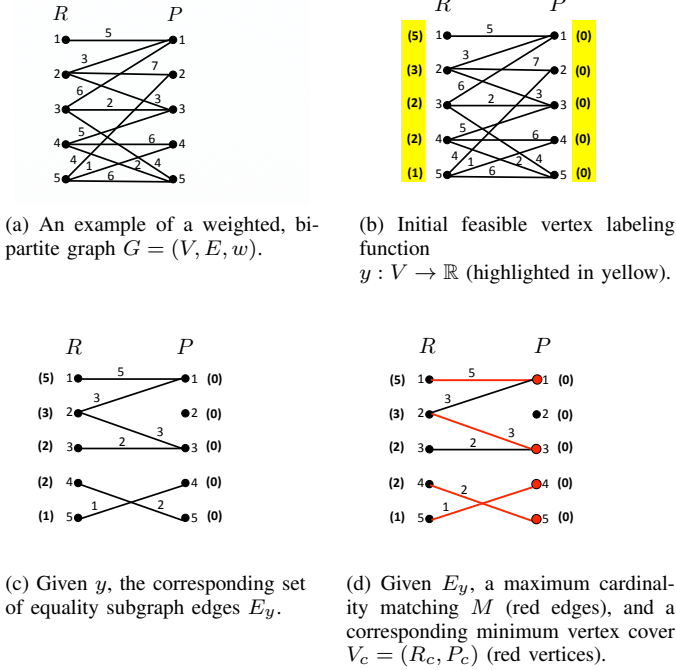 R P
1 5 1
3
2 7 2
6 3
3 2 3
5
4 6 4
4 1 2 4
5 6 5
(a) An example of a weighted, bi-
partite graph G = (V, E, w).
R P
(5) 1 5 1 (0)
3
(3) 2 7 2 (0)
6 3
(2) 3 2 3 (0)
5
(2) 4 6 4 (0)
4 1 2 4
(1) 5 6 5 (0)
(b) Initial feasible vertex labeling
function
y : V → ℝ (highlighted in yellow).
R P
(5) 1 5 1 (0)
3
(3) 2 2 (0)
3
(2) 3 2 3 (0)
(2) 4 4 (0)
1 2
(1) 5 5 (0)
(c) Given y, the corresponding set
of equality subgraph edges E_y.
R P
(5) 1 5 1 (0)
3
(3) 2 2 (0)
3
(2) 3 2 3 (0)
(2) 4 2 4 (0)
1
(1) 5 5 (0)
(d) Given E_y, a maximum cardinal-
ity matching M (red edges), and a
corresponding minimum vertex cover
V_c = (R_c, P_c) (red vertices).